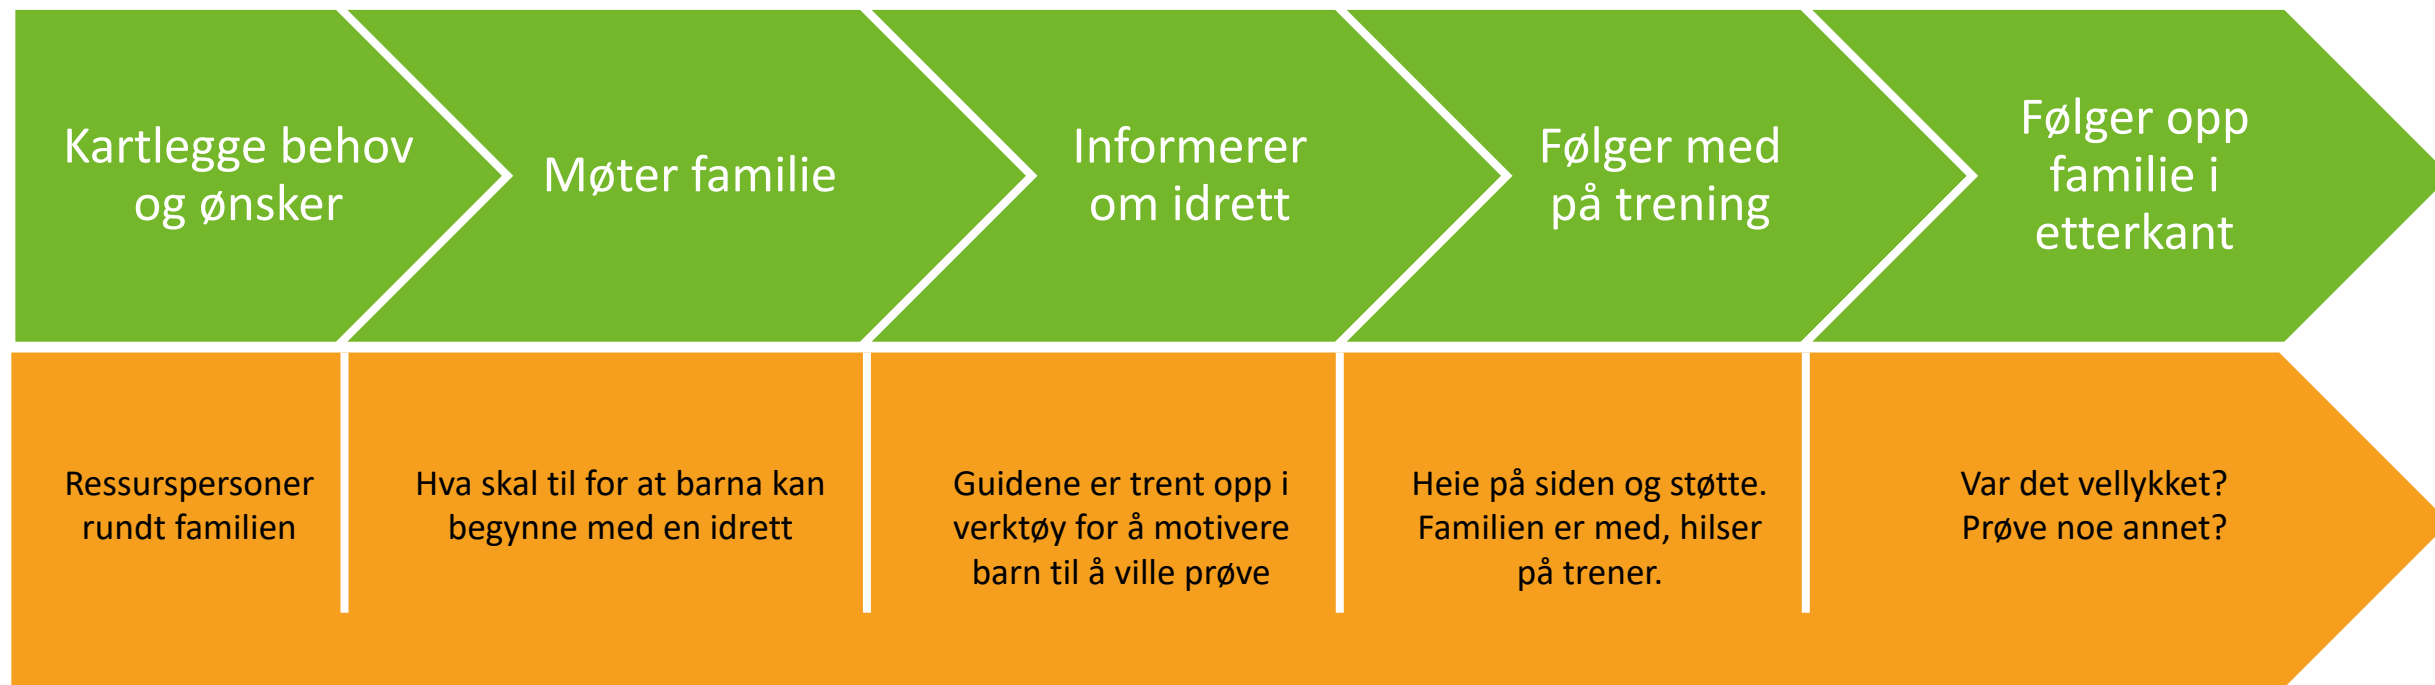 Kartlegge behov
og ønsker
Møter familie
Informerer
om idrett
Følger med
på trening
Følger opp
familie i
etterkant
Ressurspersoner
rundt familien
Hva skal til for at barna kan
begynne med en idrett
Guidene er trent opp i
verktøy for å motivere
barn til å ville prøve
Heie på siden og støtte.
Familien er med, hilser
på trener.
Var det vellykket?
Prøve noe annet?